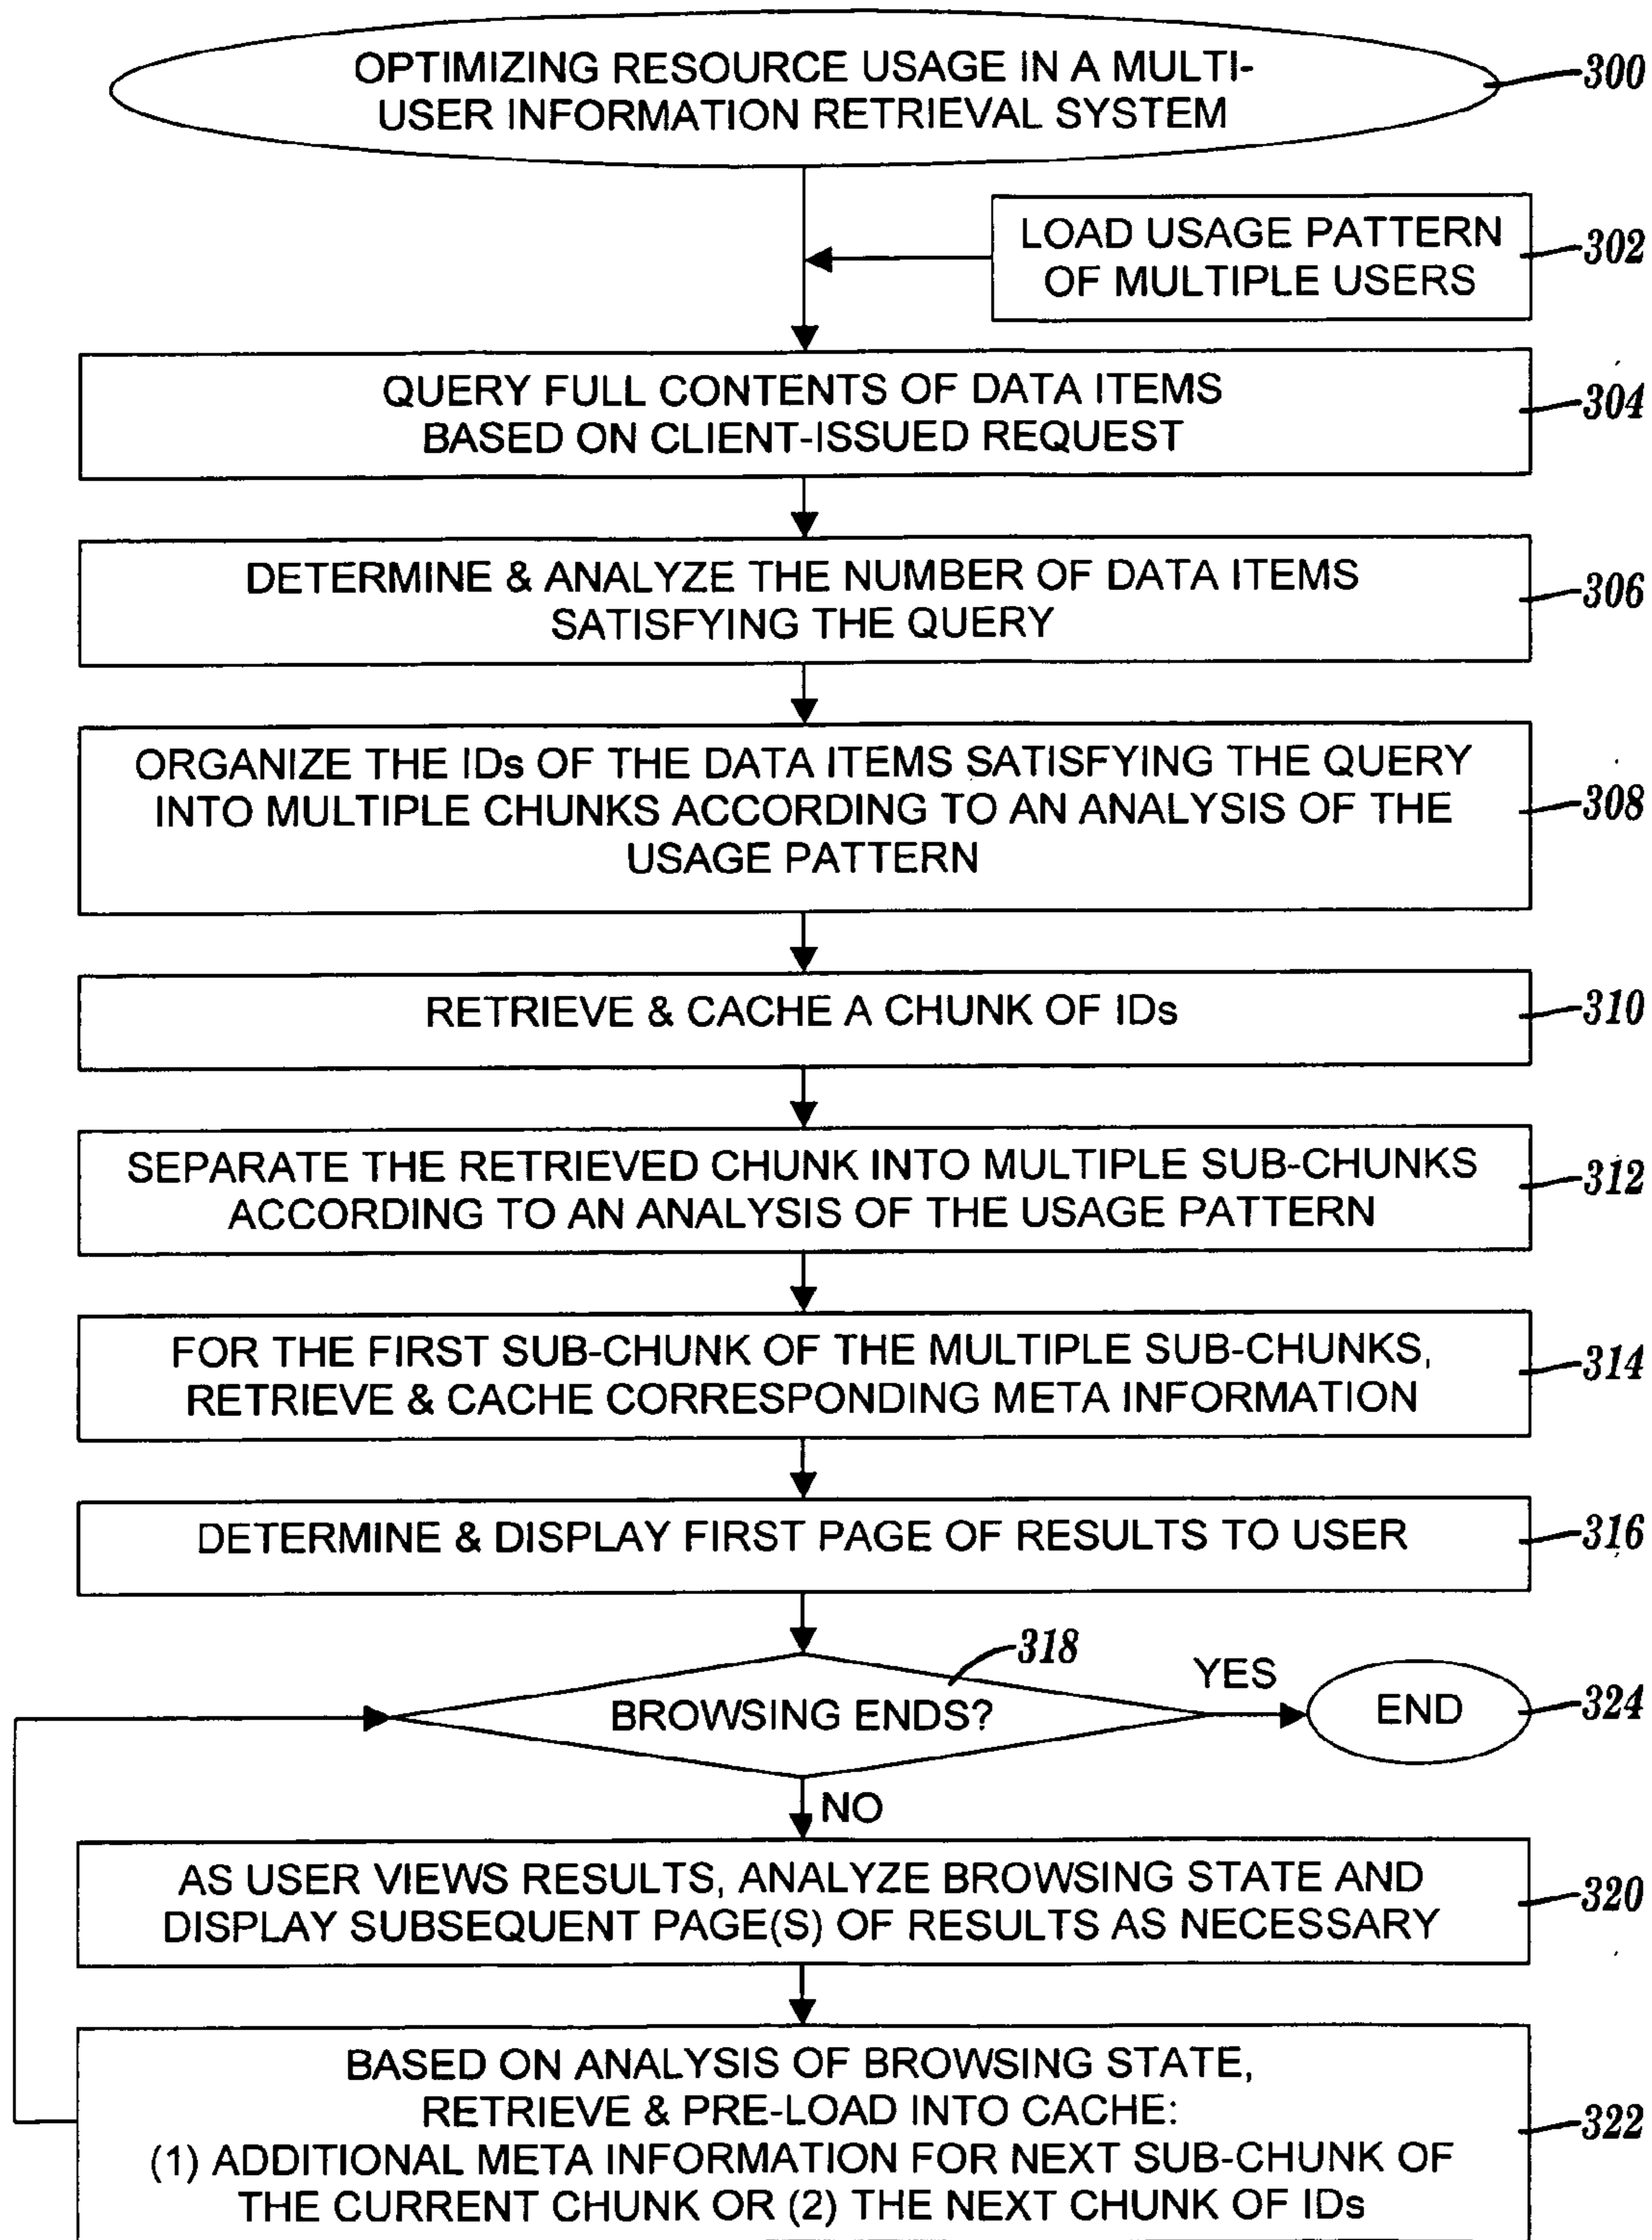 OPTIMIZING RESOURCE USAGE IN A MULTI-
USER INFORMATION RETRIEVAL SYSTEM
300
LOAD USAGE PATTERN
OF MULTIPLE USERS
302
QUERY FULL CONTENTS OF DATA ITEMS
BASED ON CLIENT-ISSUED REQUEST
304
DETERMINE & ANALYZE THE NUMBER OF DATA ITEMS
SATISFYING THE QUERY
306
ORGANIZE THE IDs OF THE DATA ITEMS SATISFYING THE QUERY
INTO MULTIPLE CHUNKS ACCORDING TO AN ANALYSIS OF THE
USAGE PATTERN
308
RETRIEVE & CACHE A CHUNK OF IDs
310
SEPARATE THE RETRIEVED CHUNK INTO MULTIPLE SUB-CHUNKS
ACCORDING TO AN ANALYSIS OF THE USAGE PATTERN
312
FOR THE FIRST SUB-CHUNK OF THE MULTIPLE SUB-CHUNKS,
RETRIEVE & CACHE CORRESPONDING META INFORMATION
314
DETERMINE & DISPLAY FIRST PAGE OF RESULTS TO USER
316
318
BROWSING ENDS?
YES
END
324
NO
AS USER VIEWS RESULTS, ANALYZE BROWSING STATE AND
DISPLAY SUBSEQUENT PAGE(S) OF RESULTS AS NECESSARY
320
BASED ON ANALYSIS OF BROWSING STATE,
RETRIEVE & PRE-LOAD INTO CACHE:
(1) ADDITIONAL META INFORMATION FOR NEXT SUB-CHUNK OF
THE CURRENT CHUNK OR (2) THE NEXT CHUNK OF IDs
322